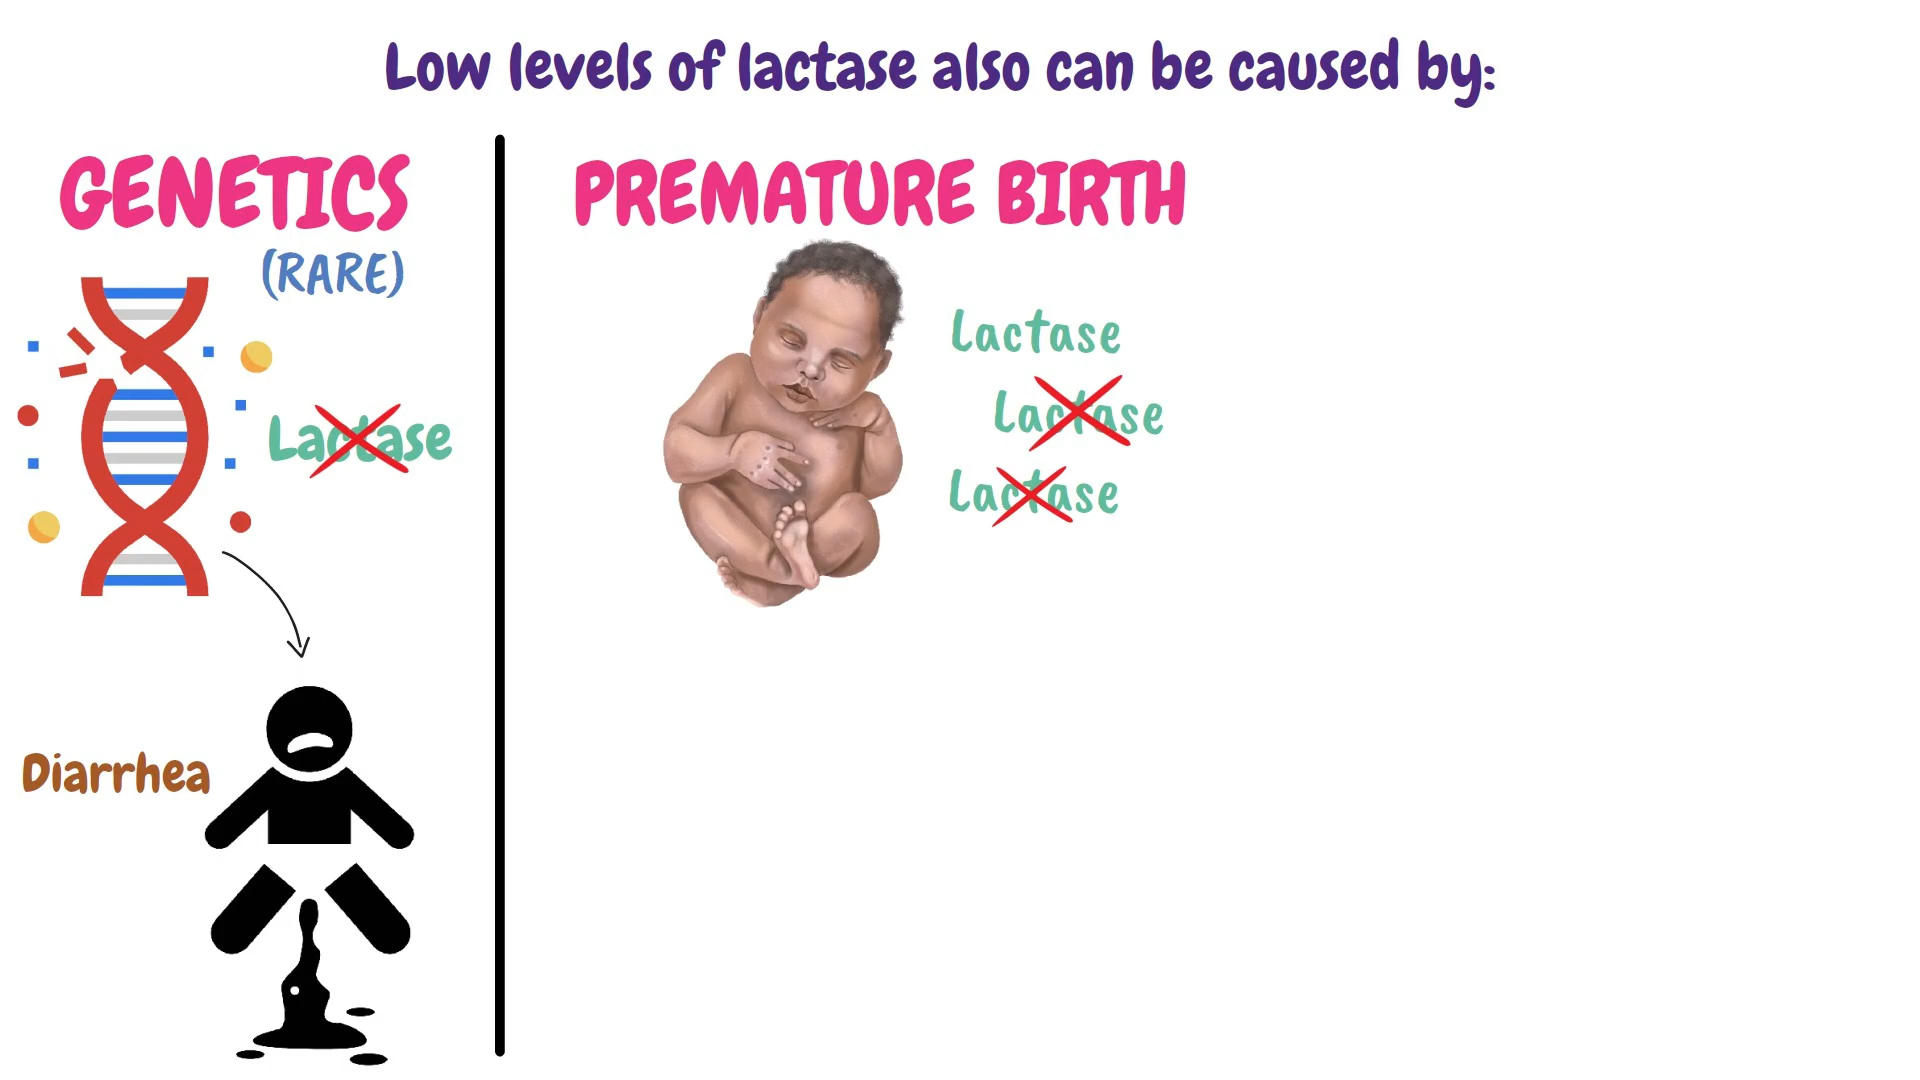 Low levels of lactase also can be caused by:
GENETICS
(RARE)
Lactase
Diarrhea
PREMATURE BIRTH
Lactase
Lactase
Lactase